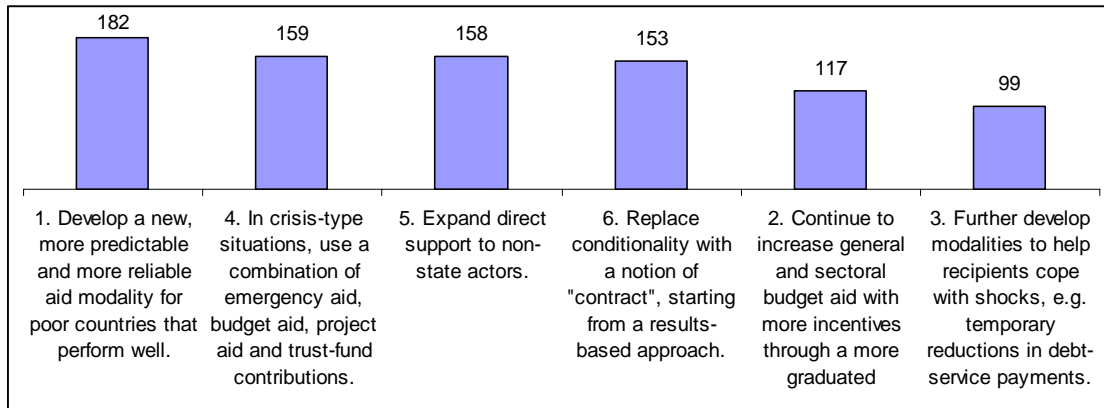 182
159
158
153
117
99
1. Develop a new,
more predictable
and more reliable
aid modality for
poor countries that
perform well.
4. In crisis-type
situations, use a
combination of
emergency aid,
budget aid, project
aid and trust-fund
contributions.
5. Expand direct
support to non-
state actors.
6. Replace
conditionality with
a notion of
"contract", starting
from a results-
based approach.
2. Continue to
increase general
and sectoral
budget aid with
more incentives
through a more
graduated
3. Further develop
modalities to help
recipients cope
with shocks, e.g.
temporary
reductions in debt-
service payments.